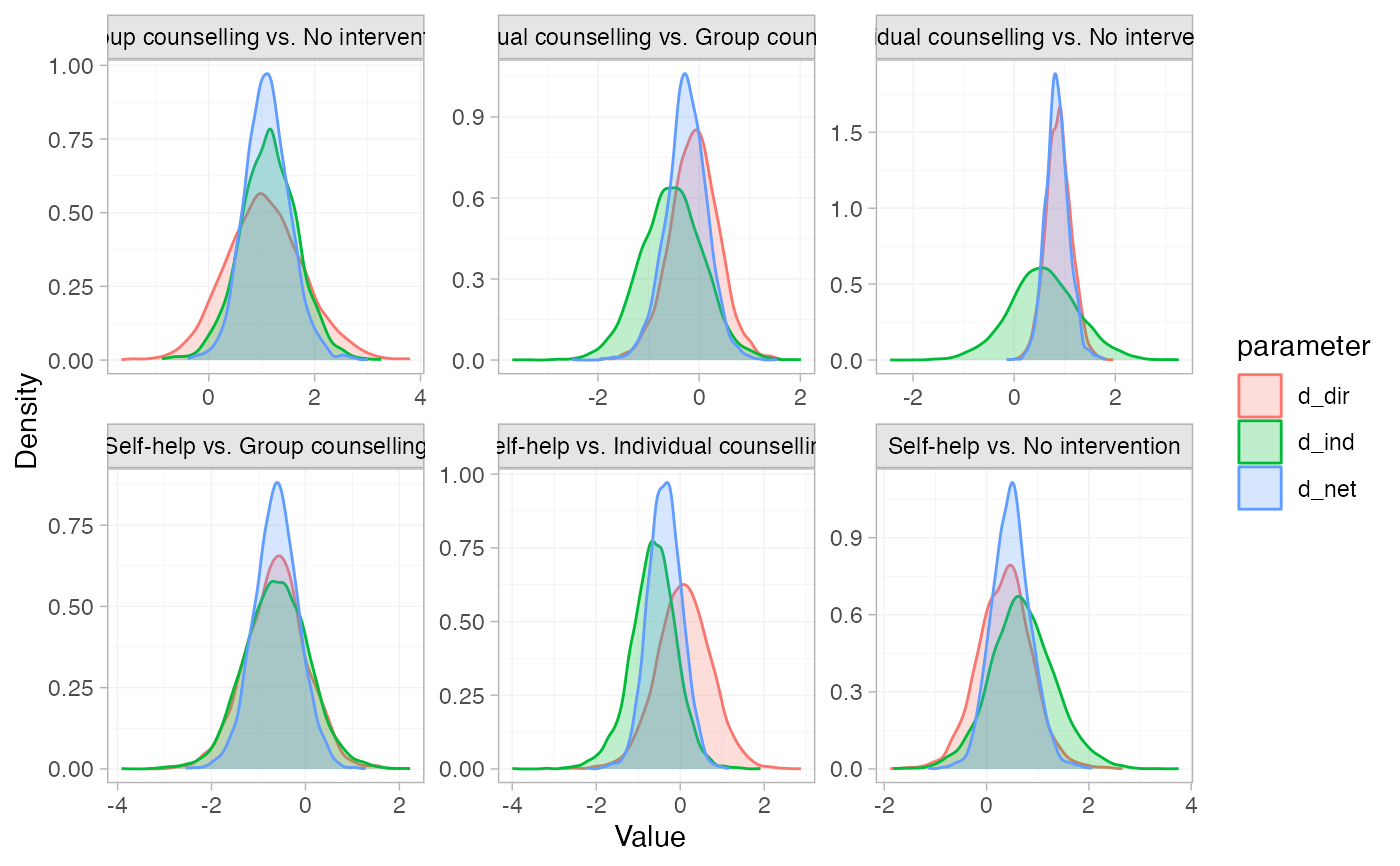 oup counselling vs. No intervent
ual counselling vs. Group coun
idual counselling vs. No interve
1.00
0.75
0.50
0.25
0.00
0 2 4
0.9
0.6
0.3
0.0
-2 0 2
1.5
1.0
0.5
0.0
-2 0 2
Self-help vs. Group counselling
elf-help vs. Individual counsellin
Self-help vs. No intervention
0.75
0.50
0.25
0.00
-4 -2 0 2
1.00
0.75
0.50
0.25
0.00
-4 -2 0 2
0.9
0.6
0.3
0.0
-2 0 2 4
Density
Value
parameter
d_dir
d_ind
d_net